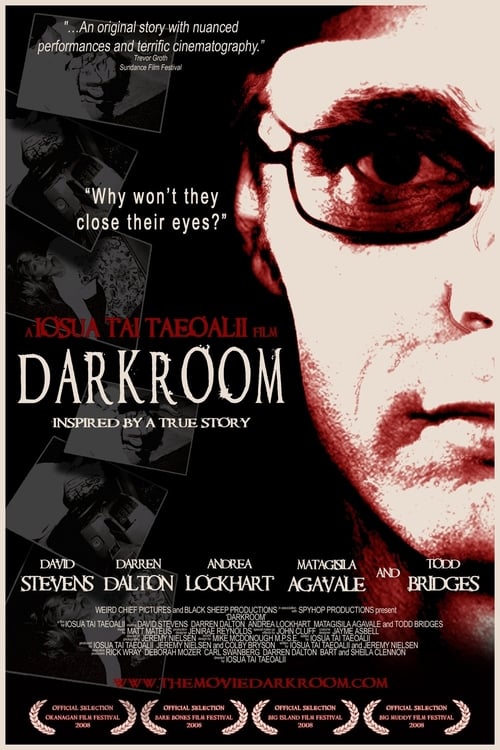 "...An original story with nuanced
performances and terrific cinematography."
Trevor Groth
Sundance Film Festival
"Why won't they
close their eyes?"
A IOSUA TAI TAEOALII FILM
DARKROOM
INSPIRED BY A TRUE STORY
DAVID STEVENS
DARREN DALTON
ANDREA LOCKHART
MATAGISILA AGAVALE
AND
TODD BRIDGES
WEIRD CHIEF PICTURES and BLACK SHEEP PRODUCTIONS SPYHOP PRODUCTIONS present
DARKROOM
IOSUA TAI TAEOALII DAVID STEVENS DARREN DALTON ANDREA LOCKHART MATAGISILA AGAVALE and TODD BRIDGES
MATT MATEUS JENIRAE REYNOLDS JOHN CLUFF JAYME ASBELL
JEREMY NIELSEN MIKE MCDONOUGH M.P.S.E. IOSUA TAI TAEOALII
IOSUA TAI TAEOALII JEREMY NIELSEN and COLBY BRYSON IOSUA TAI TAEOALII and JEREMY NIELSEN
RICK WRAY DEBORAH MOZER CARL SWANBERG DARREN DALTON BART and SHEILA CLENNON
IOSUA TAI TAEOALII
WWW.THEMOVIEDARKROOM.COM
OFFICIAL SELECTION
OKANAGAN FILM FESTIVAL
2008
OFFICIAL SELECTION
BARE BONES FILM FESTIVAL
2008
OFFICIAL SELECTION
BIG ISLAND FILM FESTIVAL
2008
OFFICIAL SELECTION
BIG MUDDY FILM FESTIVAL
2008